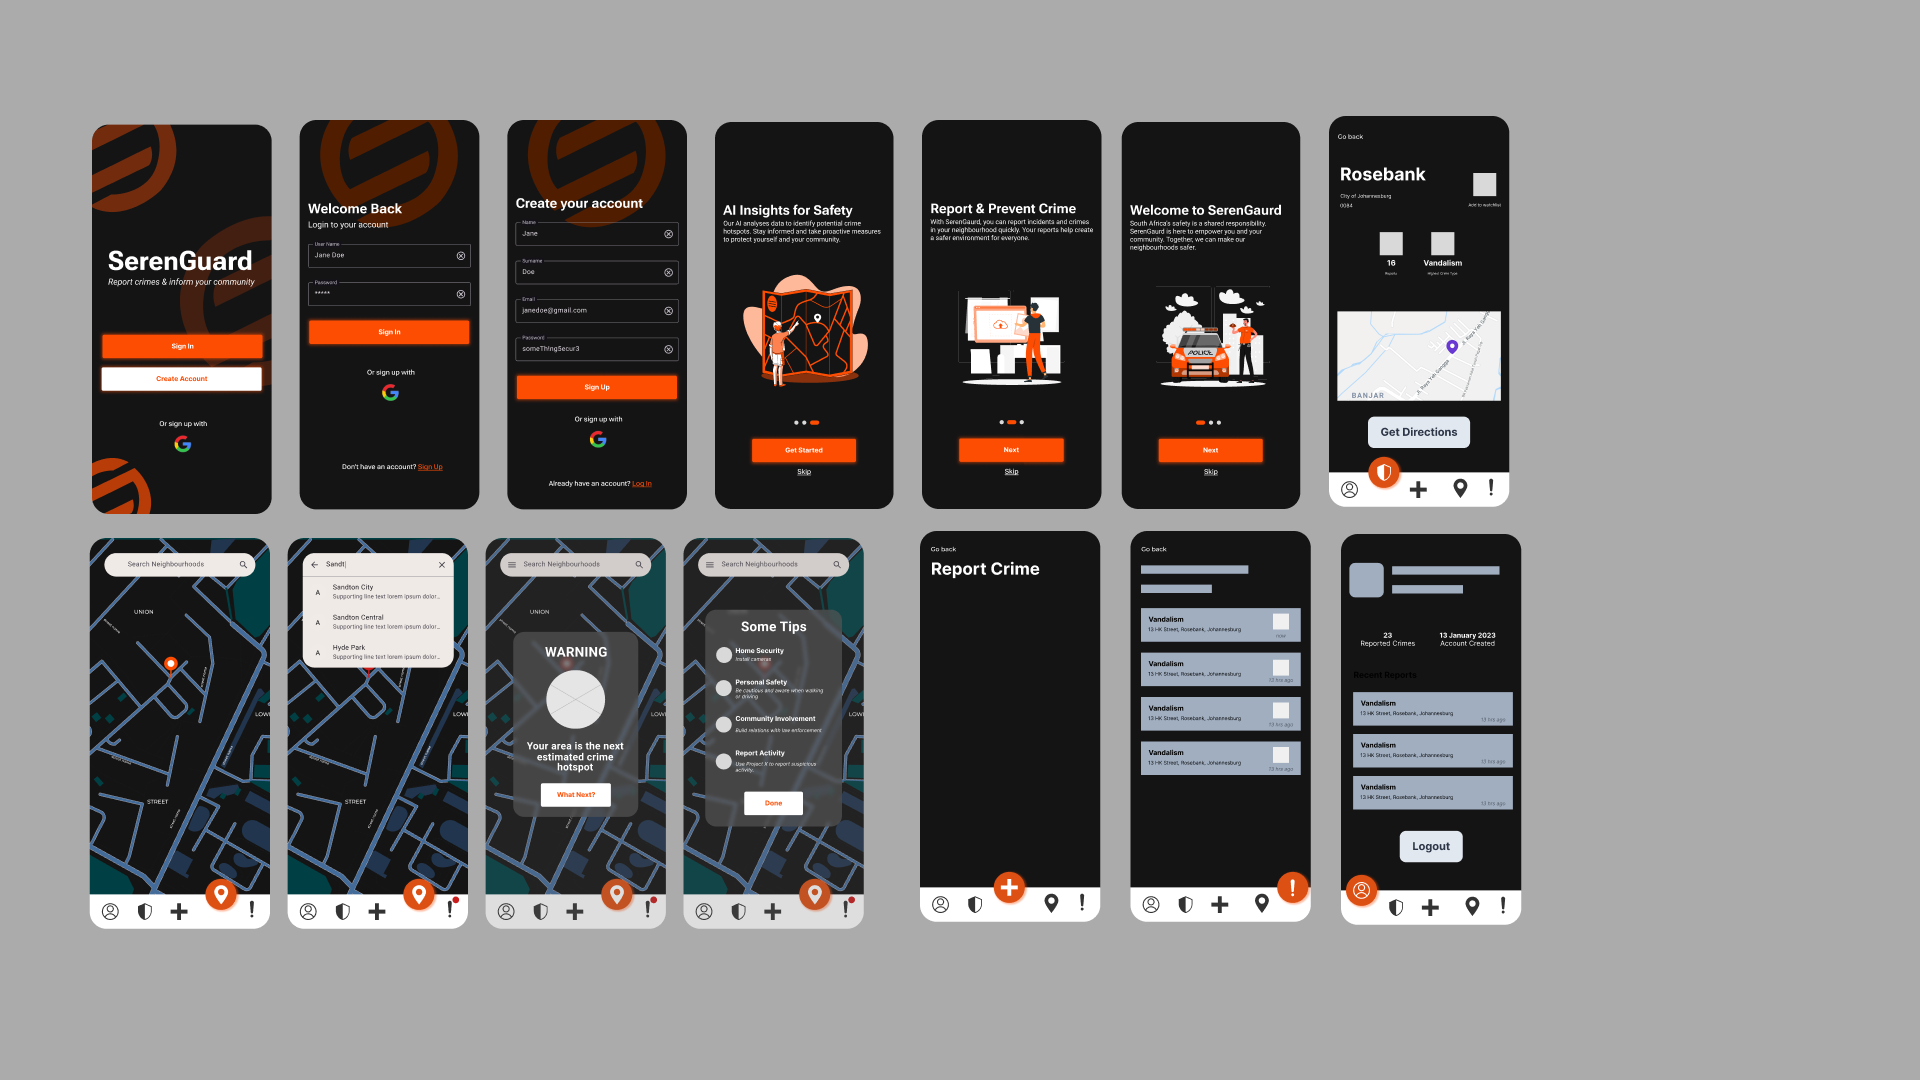 SerenGuard
Report crimes & inform your community
Sign In
Create Account
Or sign up with
Welcome Back
Login to your account
User Name
Jane Doe
Password
*****
Sign In
Or sign up with
Don't have an account? Sign Up
Create your account
Name
Jane
Surname
Doe
Email
janedoe@gmail.com
Password
someTh!ngSecur3
Sign Up
Or sign up with
Already have an account? Log In
AI Insights for Safety
Our AI analyses data to identify potential crime
hotspots. Stay informed and take proactive measures
to protect yourself and your community.
Get Started
Skip
Report & Prevent Crime
With SerenGaurd, you can report incidents and crimes
in your neighbourhood quickly. Your reports help create
a safer environment for everyone.
Next
Skip
Welcome to SerenGaurd
South Africa's safety is a shared responsibility.
SerenGaurd is here to empower you and your
community. Together, we can make our
neighbourhoods safer.
POLICE
Next
Skip
Go back
Rosebank
City of Johannesburg
0084
Add to watchlist
16
Reports
Vandalism
Highest Crime Type
BANJAR
Get Directions
Search Neighbourhoods
UNION
STREET
Sandt
A
Sandton City
Supporting line text lorem ipsum dolor...
A
Sandton Central
Supporting line text lorem ipsum dolor...
A
Hyde Park
Supporting line text lorem ipsum dolor...
STREET
Search Neighbourhoods
UNION
WARNING
Your area is the next
estimated crime
hotspot
What Next?
Search Neighbourhoods
Some Tips
Home Security
Install cameras
Personal Safety
Be cautious and aware when walking
or driving
Community Involvement
Build relations with law enforcement.
Report Activity
Use Project X to report suspicious
activity.
Done
Go back
Report Crime
Go back
Vandalism
13 HK Street, Rosebank, Johannesburg
now
Vandalism
13 HK Street, Rosebank, Johannesburg
12 hrs ago
Vandalism
13 HK Street, Rosebank, Johannesburg
12 hrs ago
Vandalism
13 HK Street, Rosebank, Johannesburg
12 hrs ago
23
Reported Crimes
13 January 2023
Account Created
Recent Reports
Vandalism
13 HK Street, Rosebank, Johannesburg
12 hrs ago
Vandalism
13 HK Street, Rosebank, Johannesburg
12 hrs ago
Vandalism
13 HK Street, Rosebank, Johannesburg
12 hrs ago
Logout